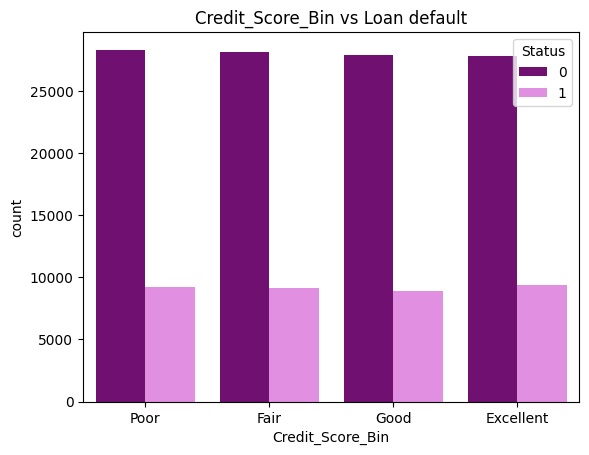 Credit_Score_Bin vs Loan default
Status
0
1
count
25000
20000
15000
10000
5000
0
Poor Fair Good Excellent
Credit_Score_Bin